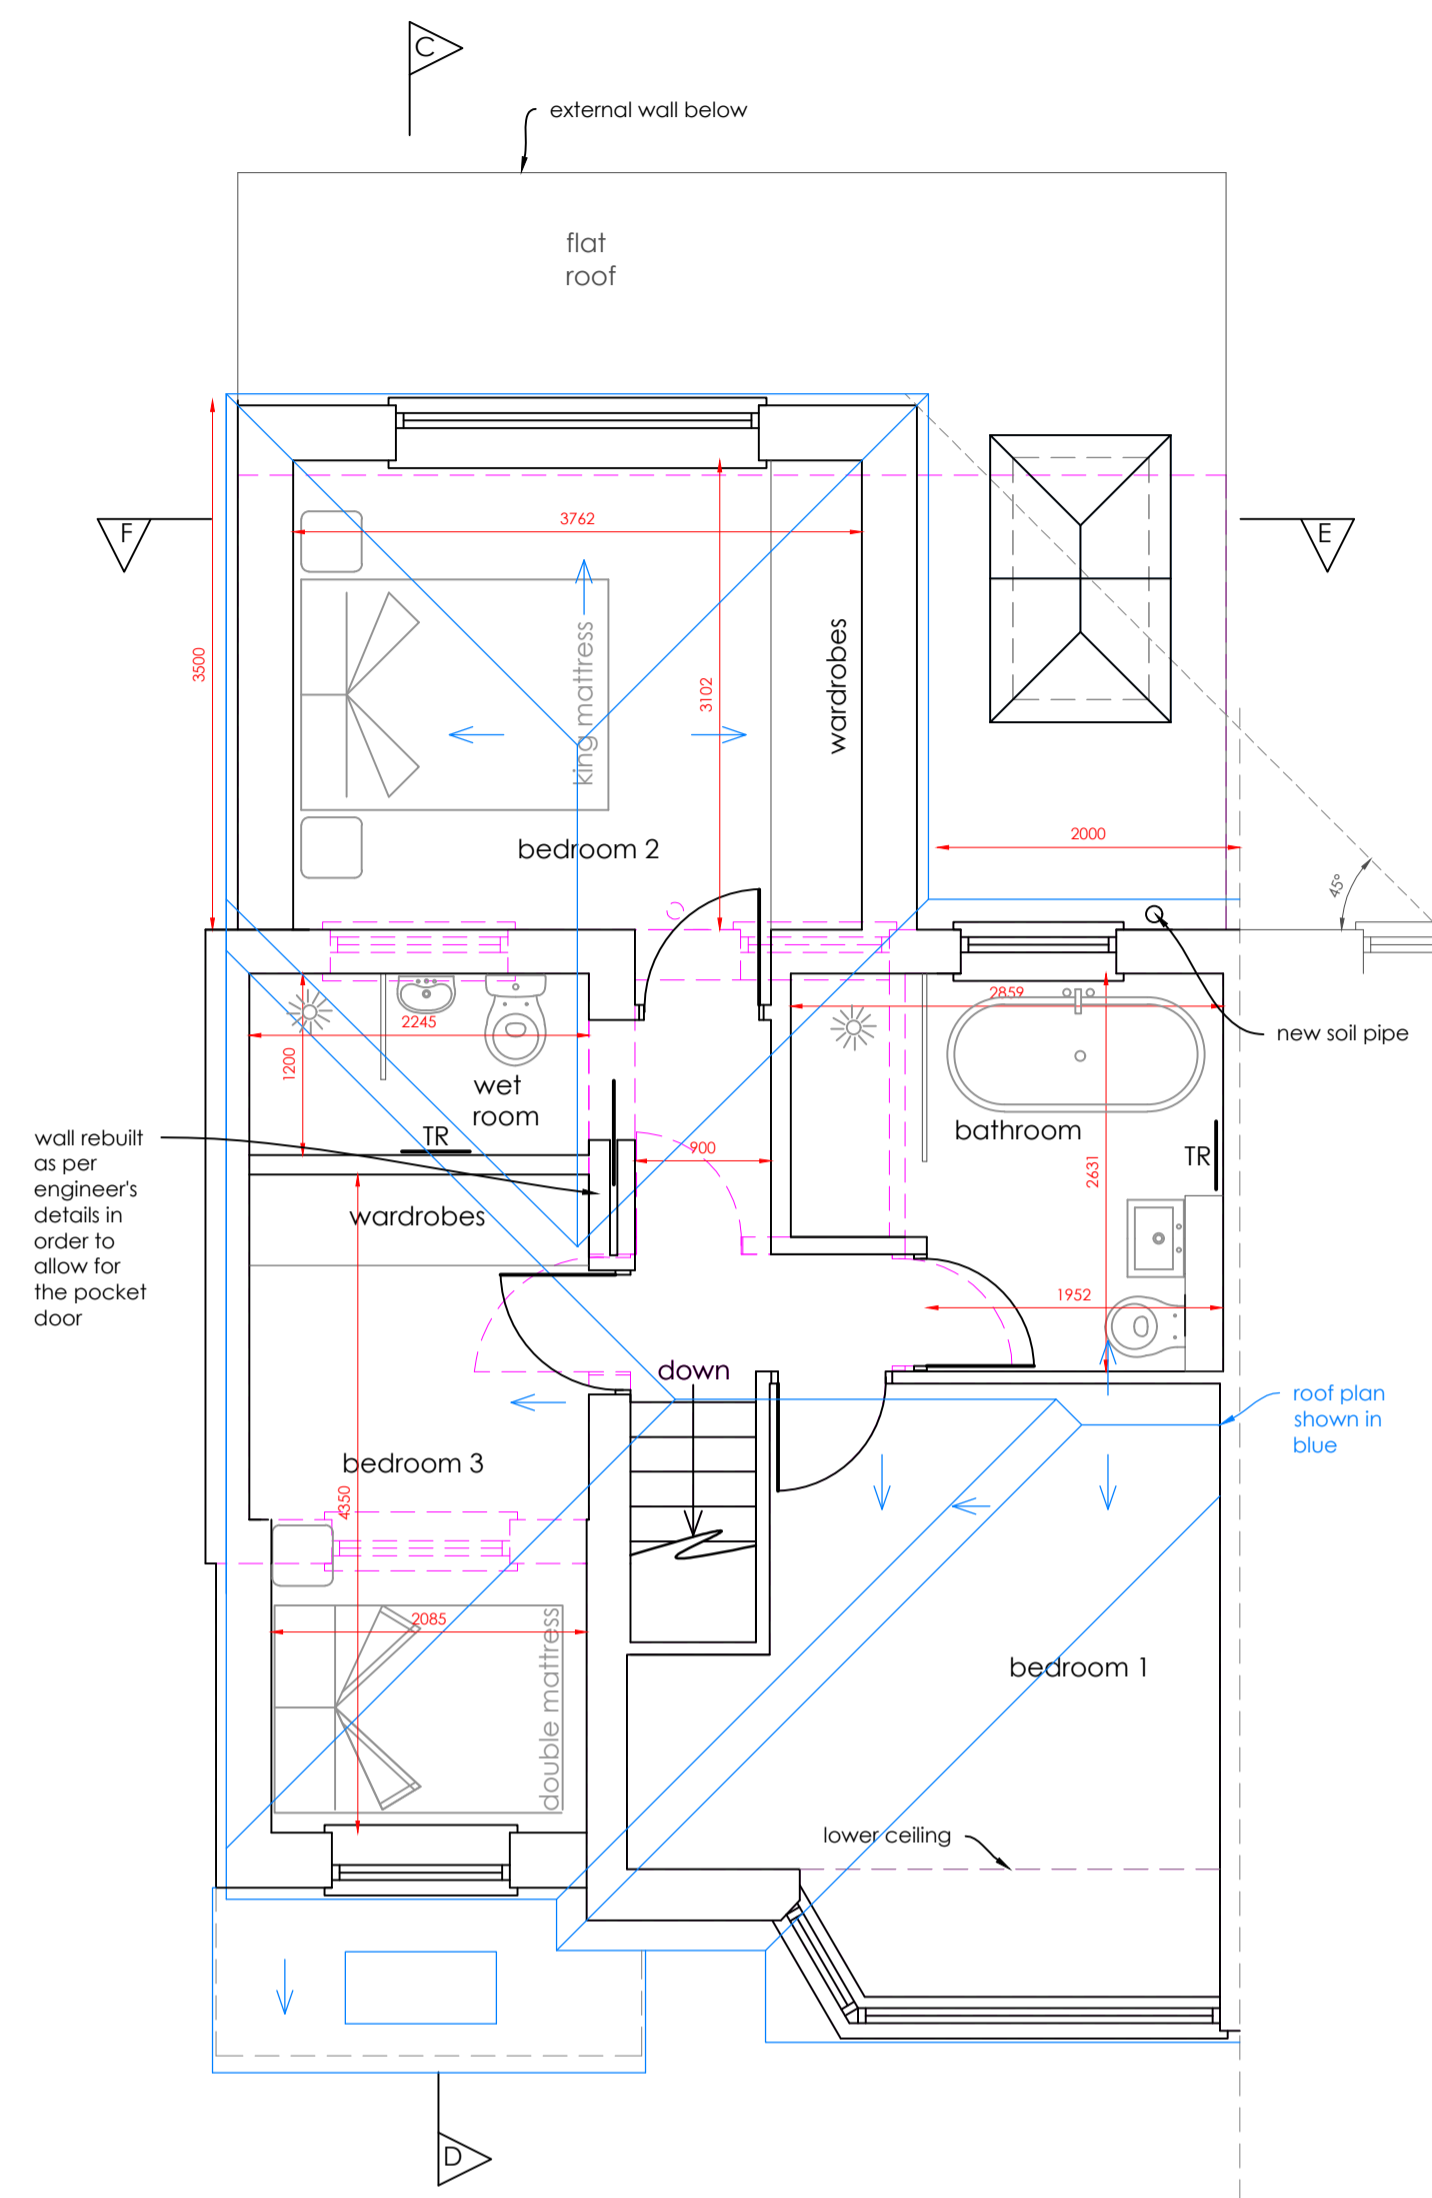 C
external wall below
flat
roof
3762
F
E
3500
king mattress
3102
wardrobes
bedroom 2
2000
45°
2859
new soil pipe
2245
1200
wet
room
TR
bathroom
TR
900
2631
wall rebuilt
as per
engineer's
details in
order to
allow for
the pocket
door
wardrobes
1952
down
roof plan
shown in
blue
bedroom 3
4350
2085
double mattress
bedroom 1
lower ceiling
D